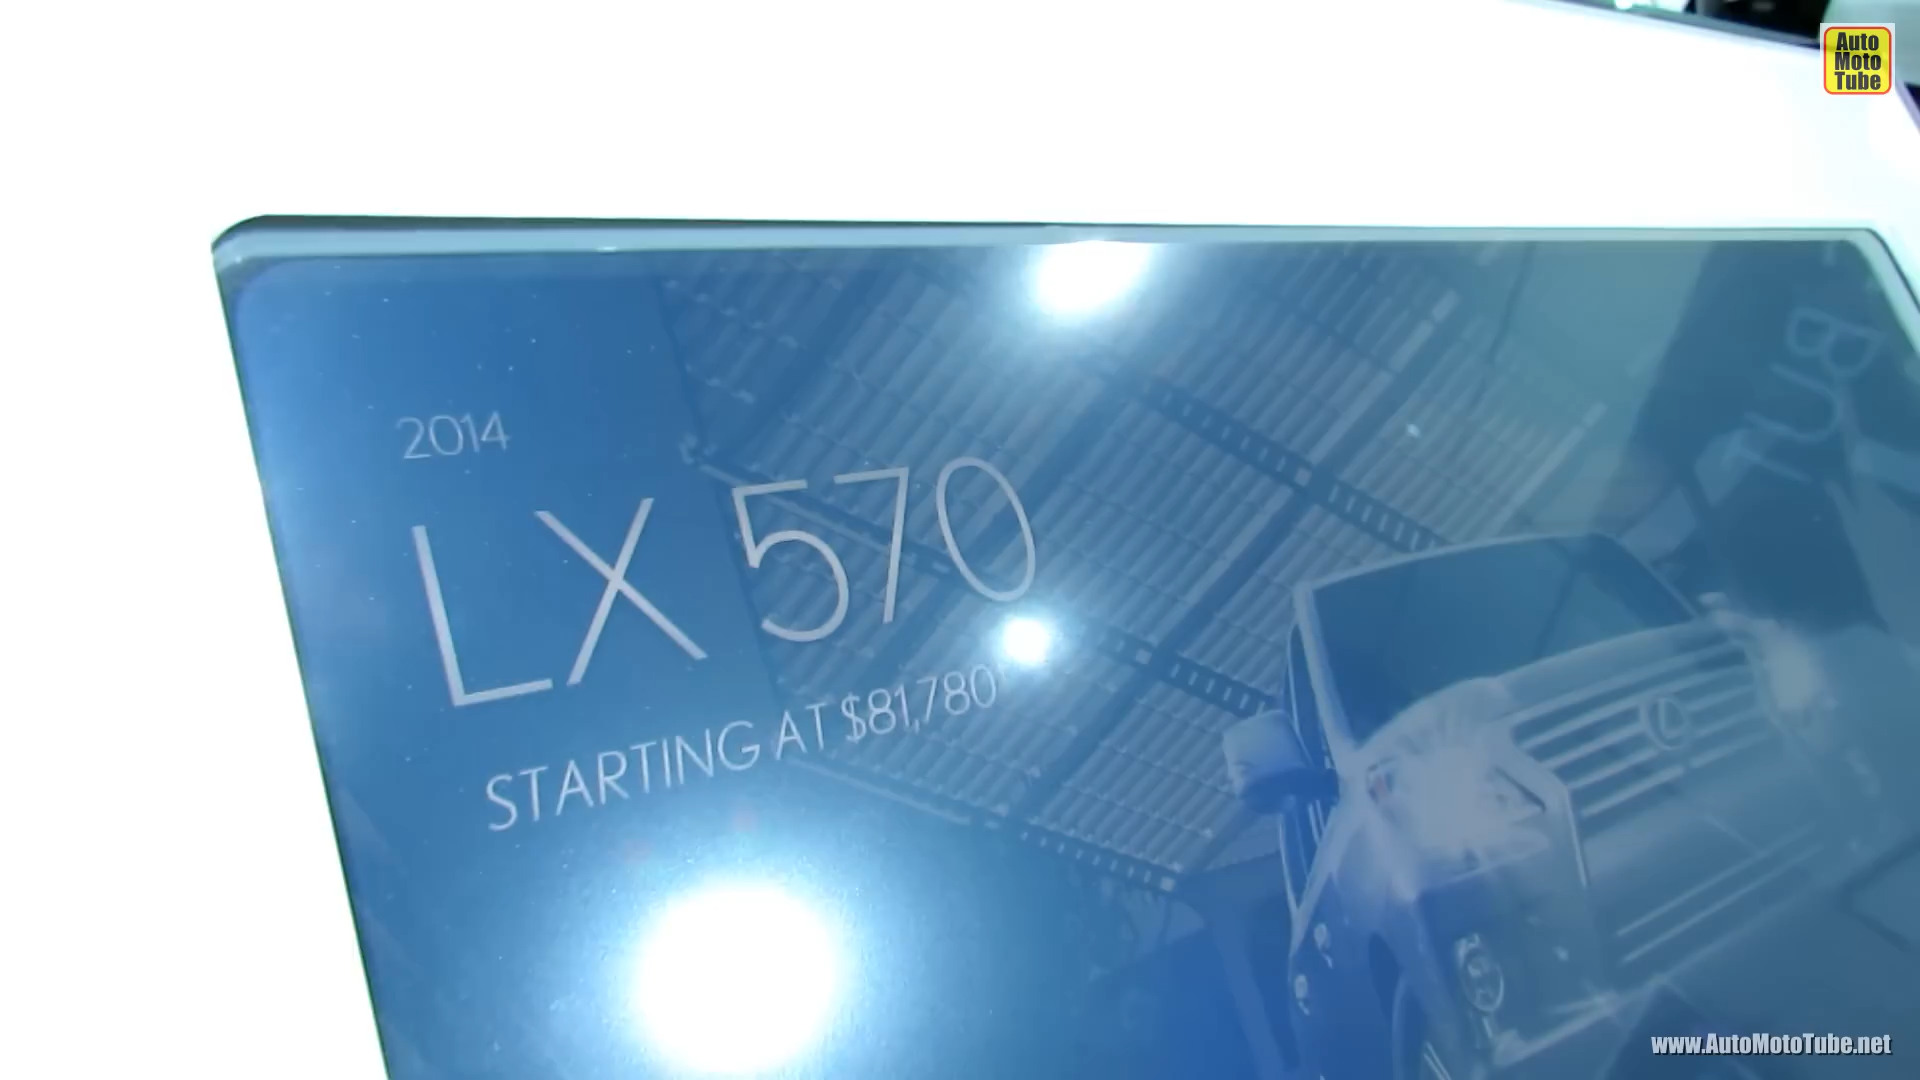 Auto
Moto
Tube
2014
LX 570
STARTING AT $81,780
www.AutoMotoTube.net